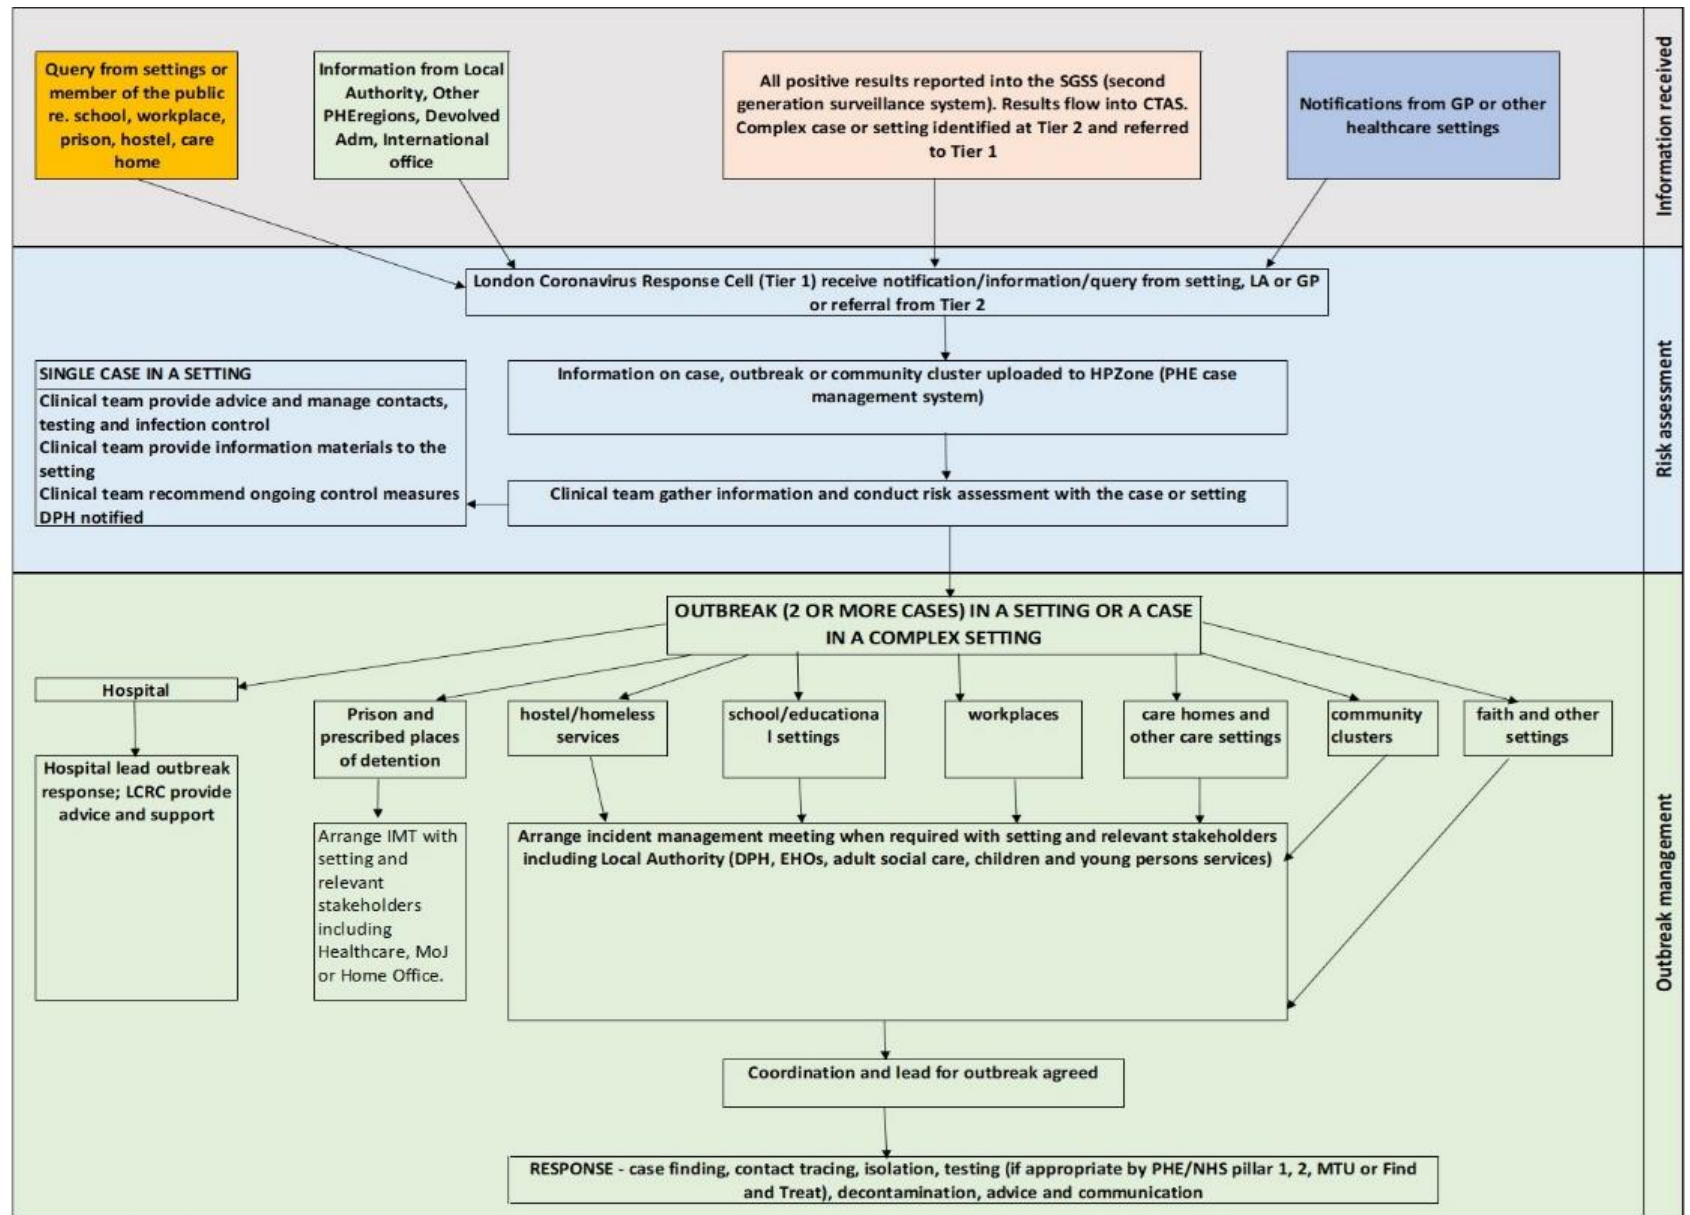 Query from settings or
member of the public
re. school, workplace,
prison, hostel, care
home
Information from Local
Authority, Other
PHEregions, Devolved
Adm, International
office
All positive results reported into the SGSS (second
generation surveillance system). Results flow into CTAS.
Complex case or setting identified at Tier 2 and referred
to Tier 1
Notifications from GP or other
healthcare settings
Information received
London Coronavirus Response Cell (Tier 1) receive notification/information/query from setting, LA or GP
or referral from Tier 2
SINGLE CASE IN A SETTING
Clinical team provide advice and manage contacts,
testing and infection control
Clinical team provide information materials to the
setting
Clinical team recommend ongoing control measures
DPH notified
Information on case, outbreak or community cluster uploaded to HPZone (PHE case
management system)
Clinical team gather information and conduct risk assessment with the case or setting
Risk assessment
OUTBREAK (2 OR MORE CASES) IN A SETTING OR A CASE
IN A COMPLEX SETTING
Hospital
Prison and
prescribed places
of detention
hostel/homeless
services
school/educationa
l settings
workplaces
care homes and
other care settings
community
clusters
faith and other
settings
Hospital lead outbreak
response; LCRC provide
advice and support
Arrange IMT with
setting and
relevant
stakeholders
including
Healthcare, MoJ
or Home Office.
Arrange incident management meeting when required with setting and relevant stakeholders
including Local Authority (DPH, EHOs, adult social care, children and young persons services)
Coordination and lead for outbreak agreed
RESPONSE - case finding, contact tracing, isolation, testing (if appropriate by PHE/NHS pillar 1, 2, MTU or Find
and Treat), decontamination, advice and communication
Outbreak management